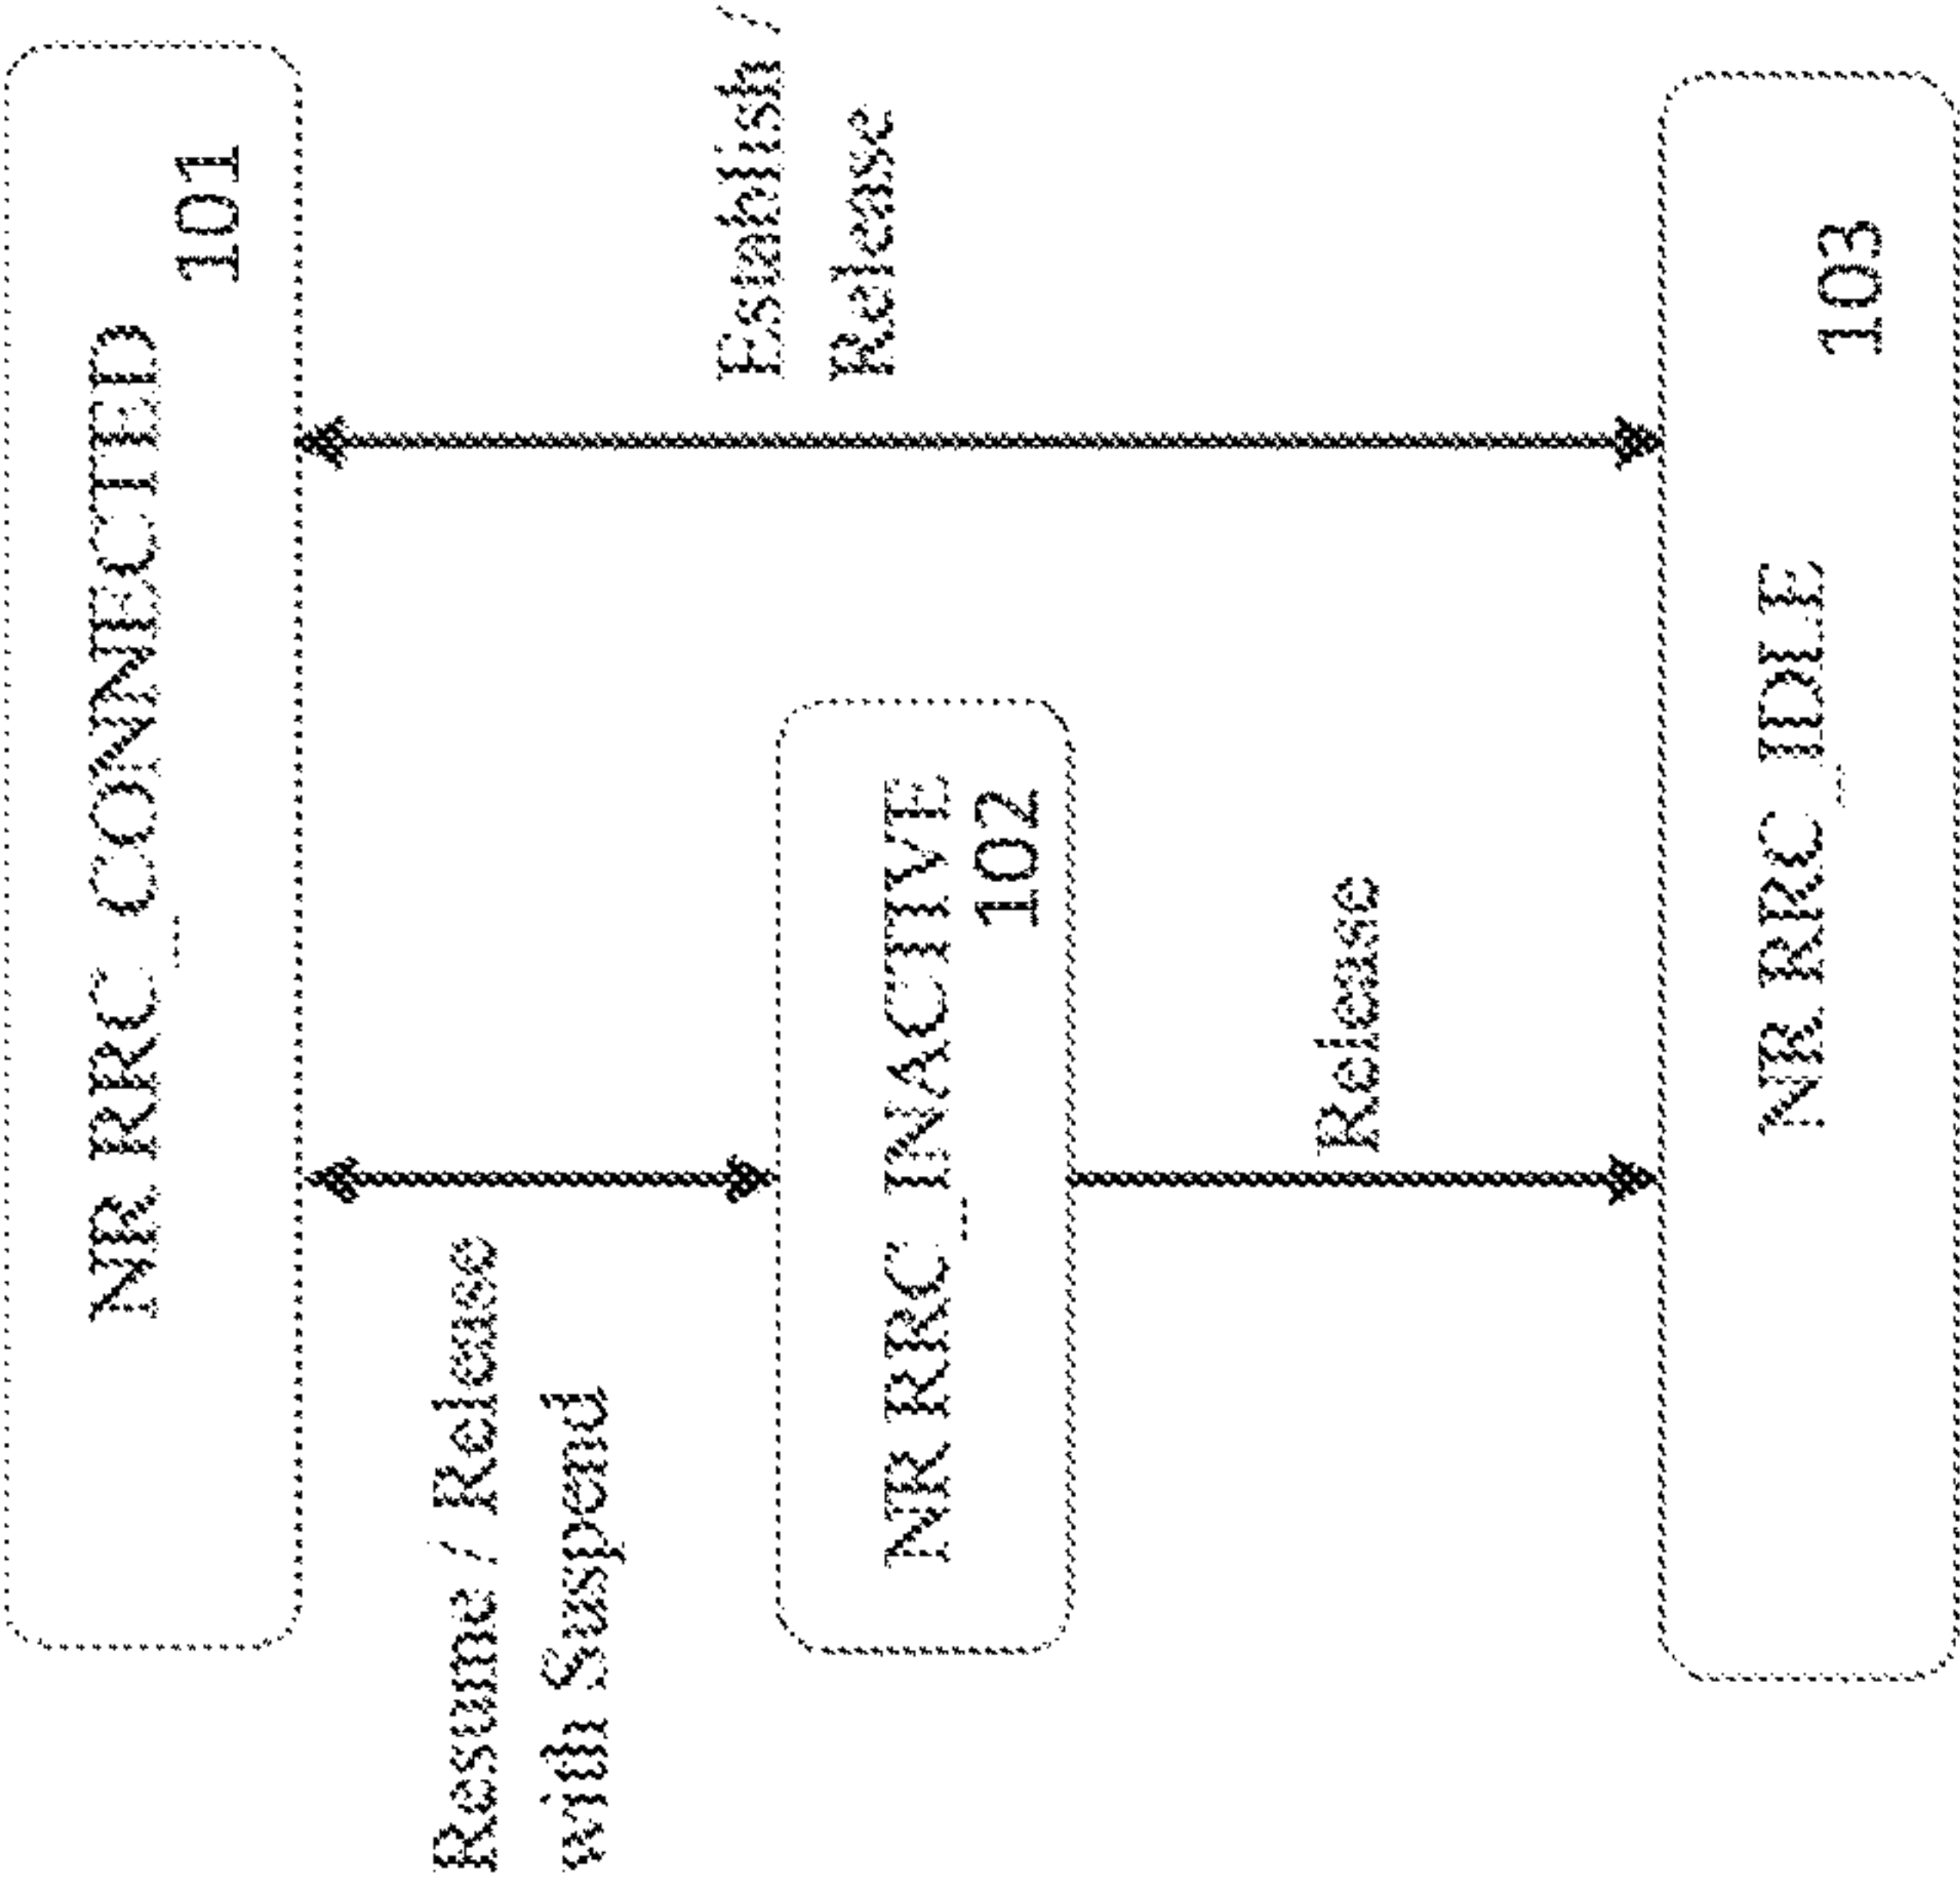 NR RRC_CONNECTED
101
Resume / Release
with Suspend
Establish /
Release
NR RRC_INACTIVE
102
Release
NR RRC_IDLE
103